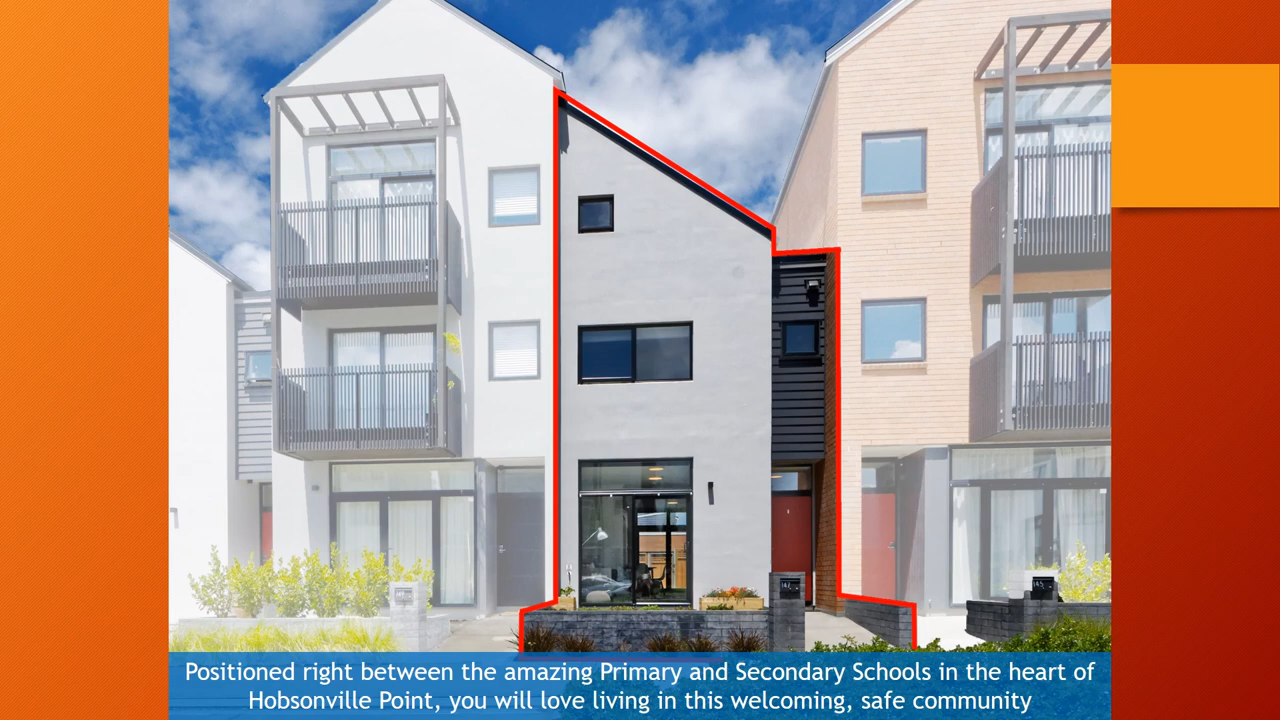 Positioned right between the amazing Primary and Secondary Schools in the heart of
Hobsonville Point, you will love living in this welcoming, safe community